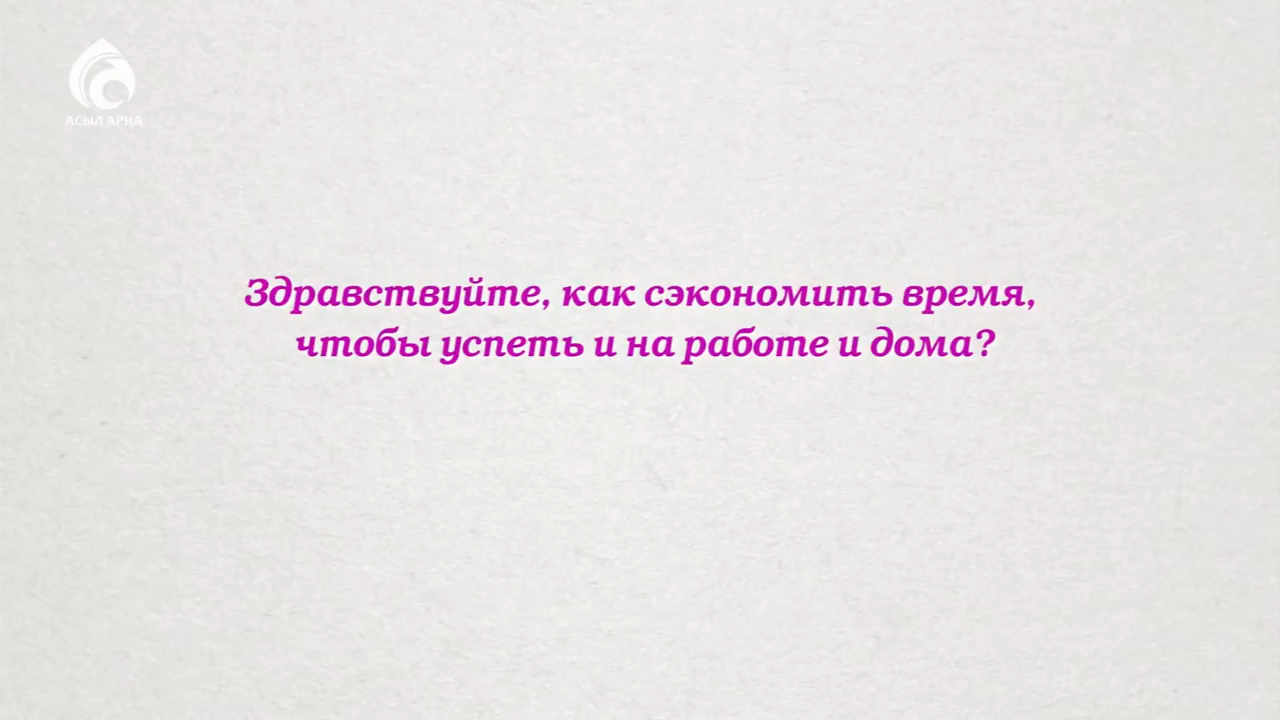 АСЫЛ АРНА
Здравствуйте, как сэкономить время,
чтобы успеть и на работе и дома?